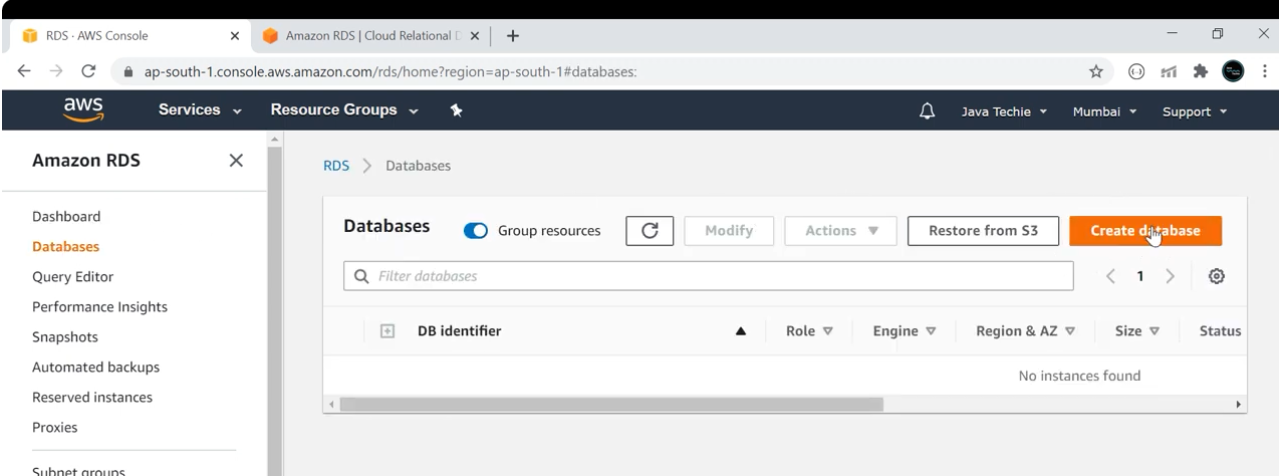 RDS · AWS Console
Amazon RDS | Cloud Relational D
ap-south-1.console.aws.amazon.com/rds/home?region=ap-south-1#databases:
aws Services Resource Groups Java Techie Mumbai Support
Amazon RDS
Dashboard
Databases
Query Editor
Performance Insights
Snapshots
Automated backups
Reserved instances
Proxies
Subnet groups
RDS > Databases
Databases Group resources Modify Actions Restore from S3 Create database
Filter databases 1
DB identifier Role Engine Region & AZ Size Status
No instances found